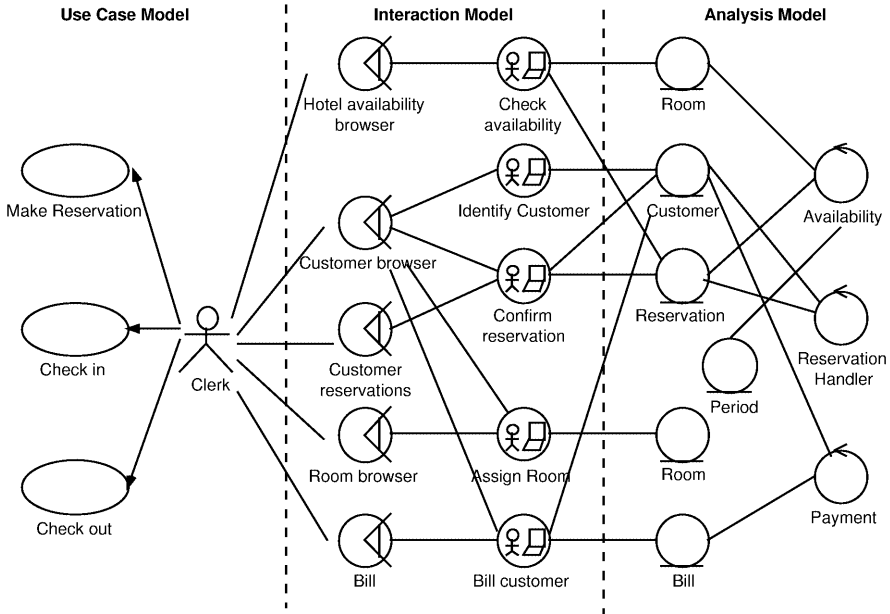 Use Case Model
Interaction Model
Analysis Model
Hotel availability
browser
Check
availability
Room
Make Reservation
Identify Customer
Customer
Availability
Customer browser
Confirm
reservation
Reservation
Check in
Clerk
Customer
reservations
Reservation
Handler
Period
Room browser
Assign Room
Room
Check out
Payment
Bill
Bill customer
Bill